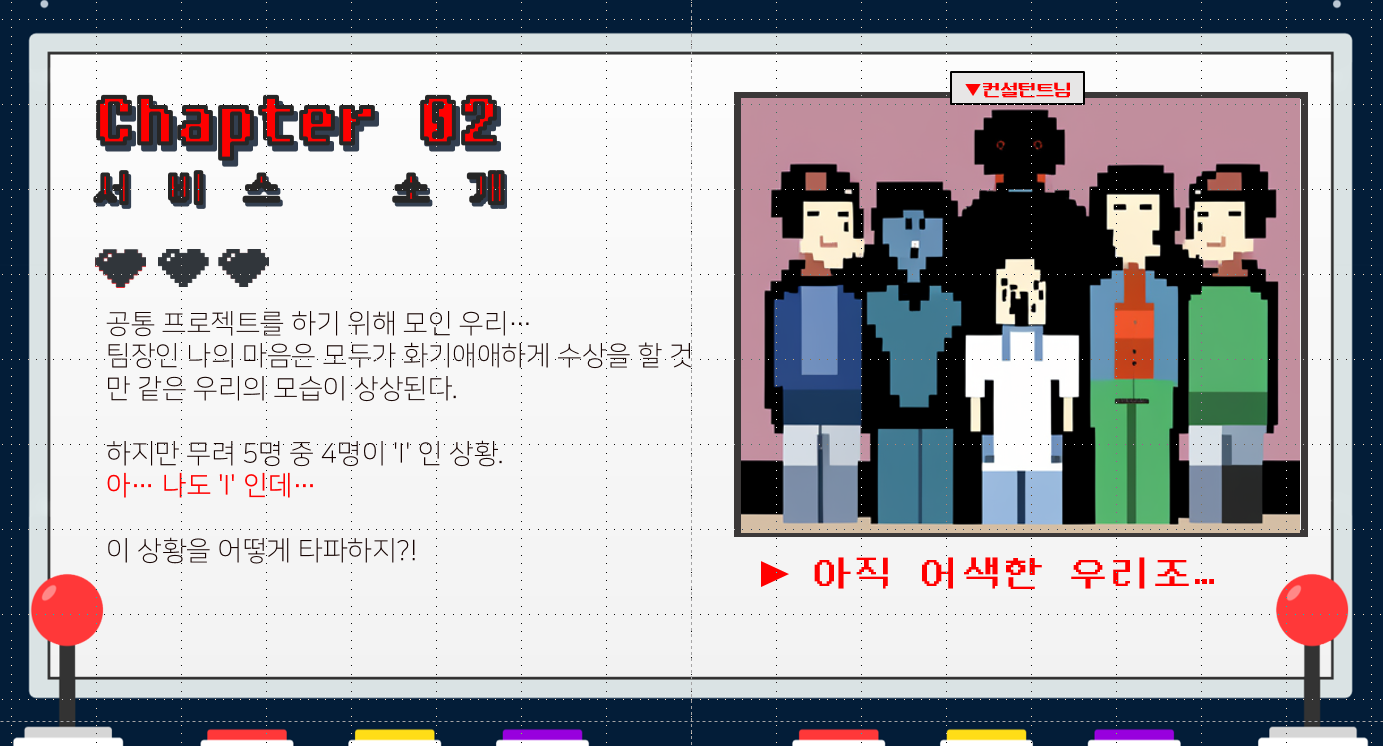 Chapter 02
서 비 스 소 개
▼컨설턴트님
공통 프로젝트를 하기 위해 모인 우리…
팀장인 나의 마음은 모두가 화기애애하게 수상을 할 것
만 같은 우리의 모습이 상상된다.
하지만 무려 5명 중 4명이 'I' 인 상황.
아… 나도 'I' 인데…
이 상황을 어떻게 타파하지?!
▶ 아직 어색한 우리조…